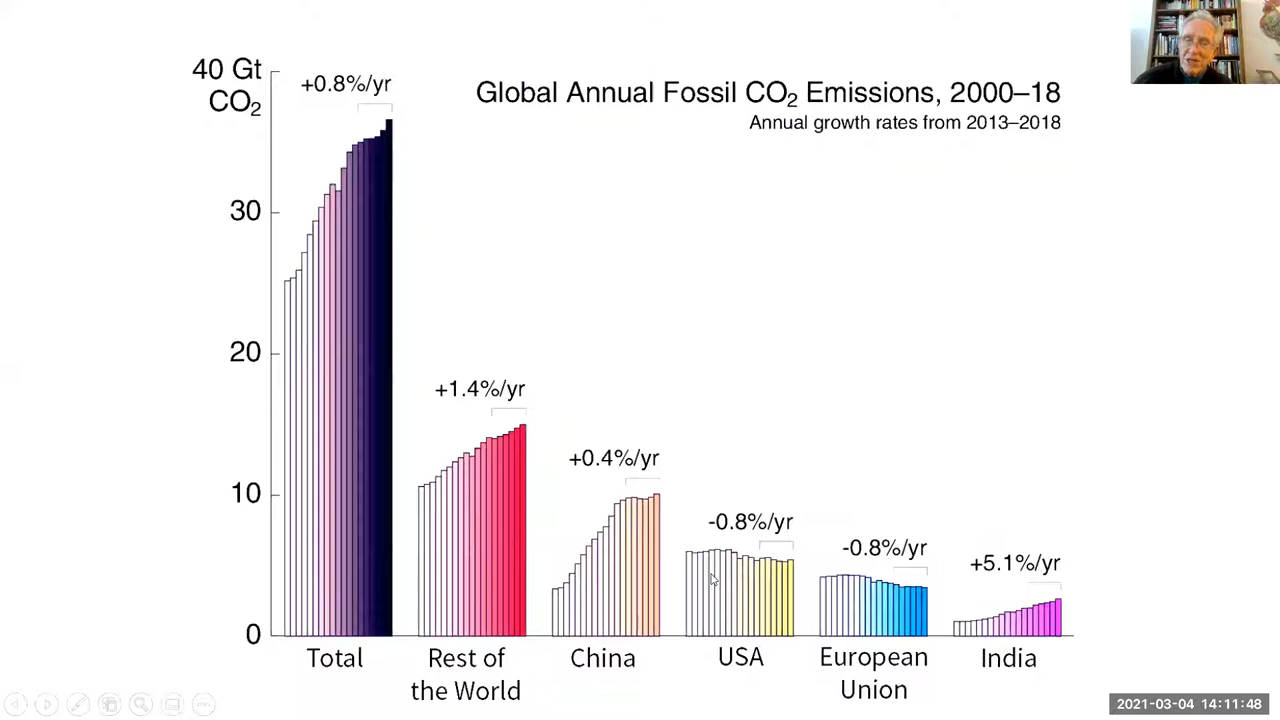 Global Annual Fossil CO₂ Emissions, 2000–18
Annual growth rates from 2013–2018
40 Gt
CO₂
30
20
10
0
+0.8%/yr
+1.4%/yr
+0.4%/yr
-0.8%/yr
-0.8%/yr
+5.1%/yr
Total
Rest of
the World
China
USA
European
Union
India
2021-03-04 14:11:48